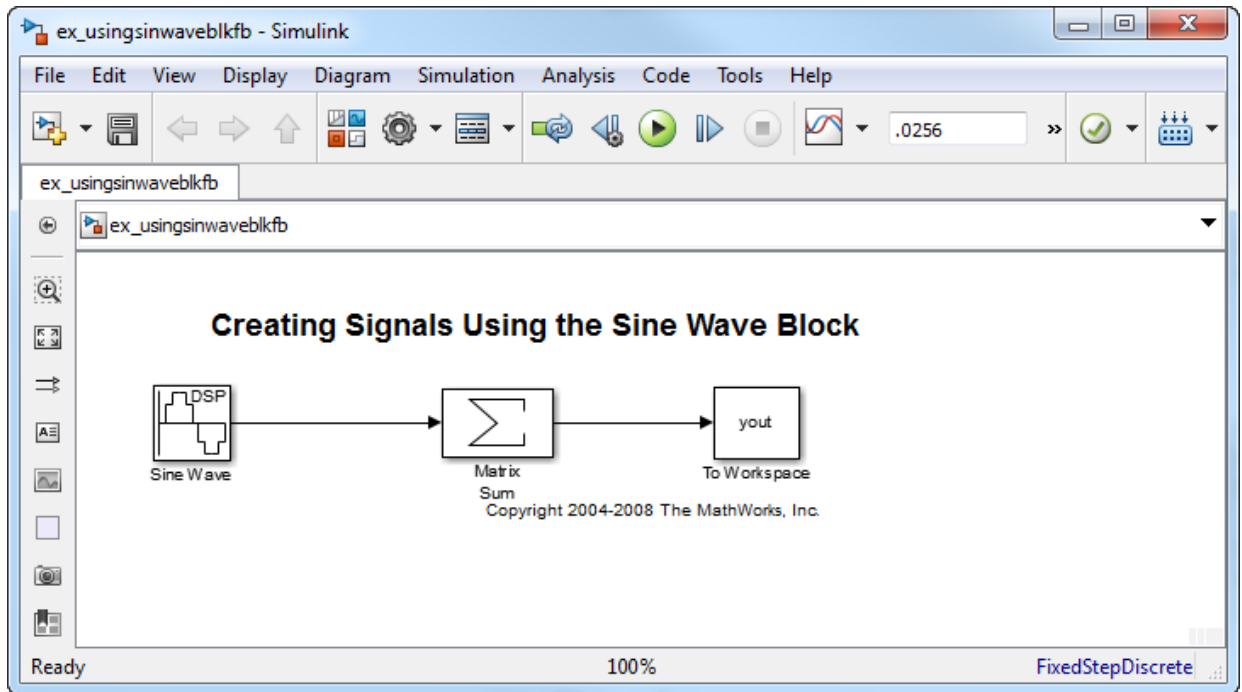 ex_usingsinwaveblkfb - Simulink
File Edit View Display Diagram Simulation Analysis Code Tools Help
.0256 »
ex_usingsinwaveblkfb
ex_usingsinwaveblkfb
Creating Signals Using the Sine Wave Block
DSP
yout
Sine Wave
Matrix
Sum
To Workspace
Copyright 2004-2008 The MathWorks, Inc.
Ready 100% FixedStepDiscrete